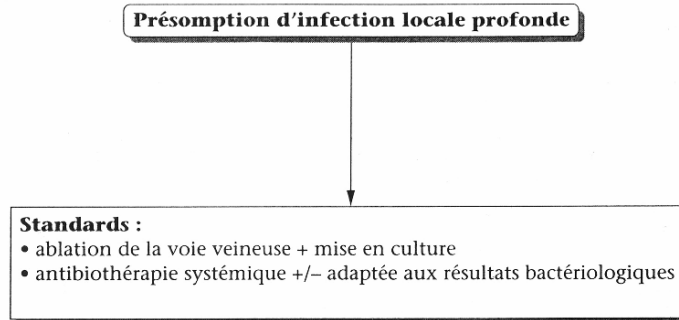 Présomption d'infection locale profonde
Standards :
• ablation de la voie veineuse + mise en culture
• antibiothérapie systémique +/– adaptée aux résultats bactériologiques